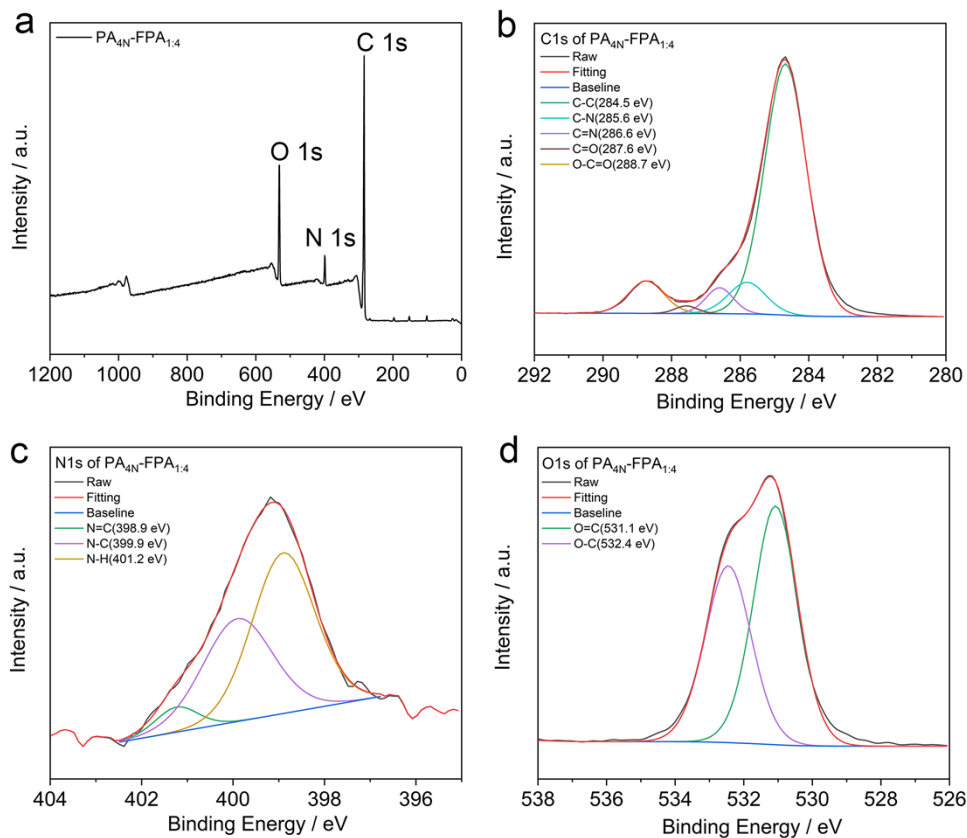 a
PA₄N-FPA₁:₄
C 1s
O 1s
N 1s
Intensity / a.u.
1200 1000 800 600 400 200 0
Binding Energy / eV
b
C1s of PA₄N-FPA₁:₄
Raw
Fitting
Baseline
C-C(284.5 eV)
C-N(285.6 eV)
C=N(286.6 eV)
C=O(287.6 eV)
O-C=O(288.7 eV)
Intensity / a.u.
292 290 288 286 284 282 280
Binding Energy / eV
c
N1s of PA₄N-FPA₁:₄
Raw
Fitting
Baseline
N=C(398.9 eV)
N-C(399.9 eV)
N-H(401.2 eV)
Intensity / a.u.
404 402 400 398 396
Binding Energy / eV
d
O1s of PA₄N-FPA₁:₄
Raw
Fitting
Baseline
O=C(531.1 eV)
O-C(532.4 eV)
Intensity / a.u.
538 536 534 532 530 528 526
Binding Energy / eV